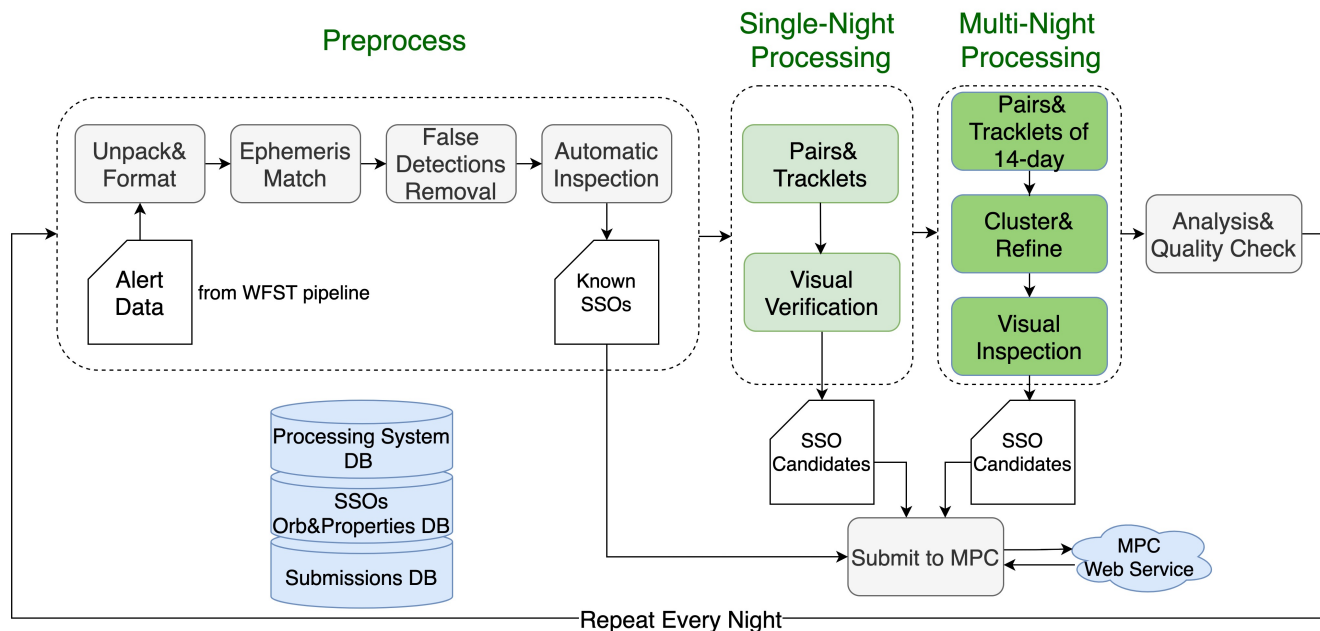 Preprocess
Single-Night
Processing
Multi-Night
Processing
Unpack&
Format
Ephemeris
Match
False
Detections
Removal
Automatic
Inspection
Alert
Data
from WFST pipeline
Known
SSOs
Pairs&
Tracklets
Visual
Verification
Pairs&
Tracklets of
14-day
Cluster&
Refine
Visual
Inspection
Analysis&
Quality Check
SSO
Candidates
SSO
Candidates
Processing System
DB
SSOs
Orb&Properties DB
Submissions DB
Submit to MPC
MPC
Web Service
Repeat Every Night